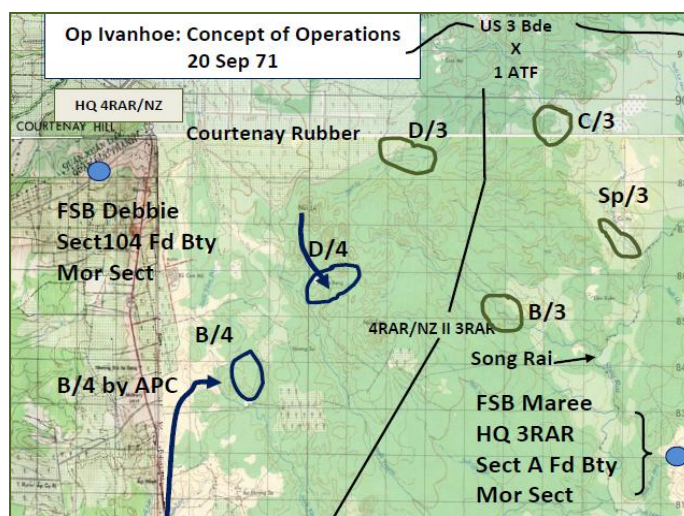 Op Ivanhoe: Concept of Operations
20 Sep 71
US 3 Bde
X
1 ATF
HQ 4RAR/NZ
COURTENAY HILL
Courtenay Rubber
D/3
C/3
Sp/3
FSB Debbie
Sect104 Fd Bty
Mor Sect
D/4
B/3
4RAR/NZ II 3RAR
B/4
B/4 by APC
Song Rai
FSB Maree
HQ 3RAR
Sect A Fd Bty
Mor Sect